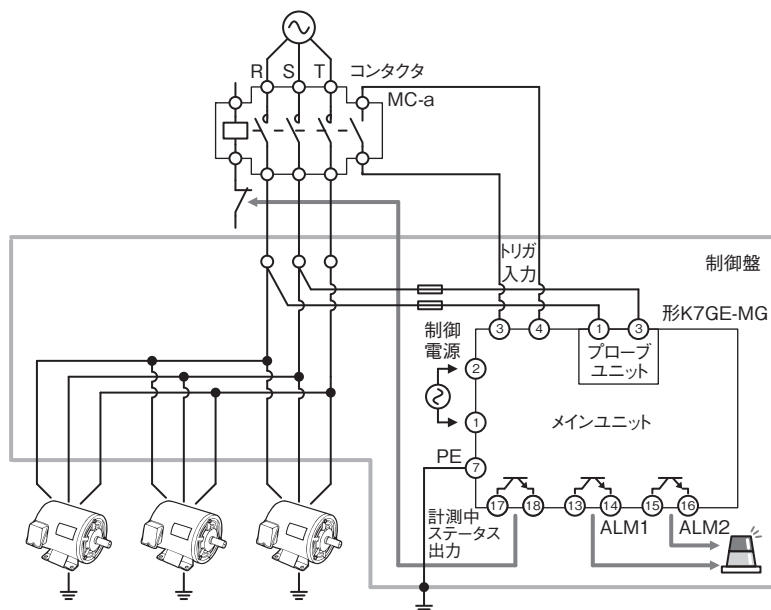 R S T コンタクタ
MC-a
トリガ
入力
制御盤
形K7GE-MG
3 4 1 3
制御
電源
プローブ
ユニット
2
メインユニット
1
PE
7
17 18 13 14 15 16
計測中
ステータス
出力
ALM1 ALM2